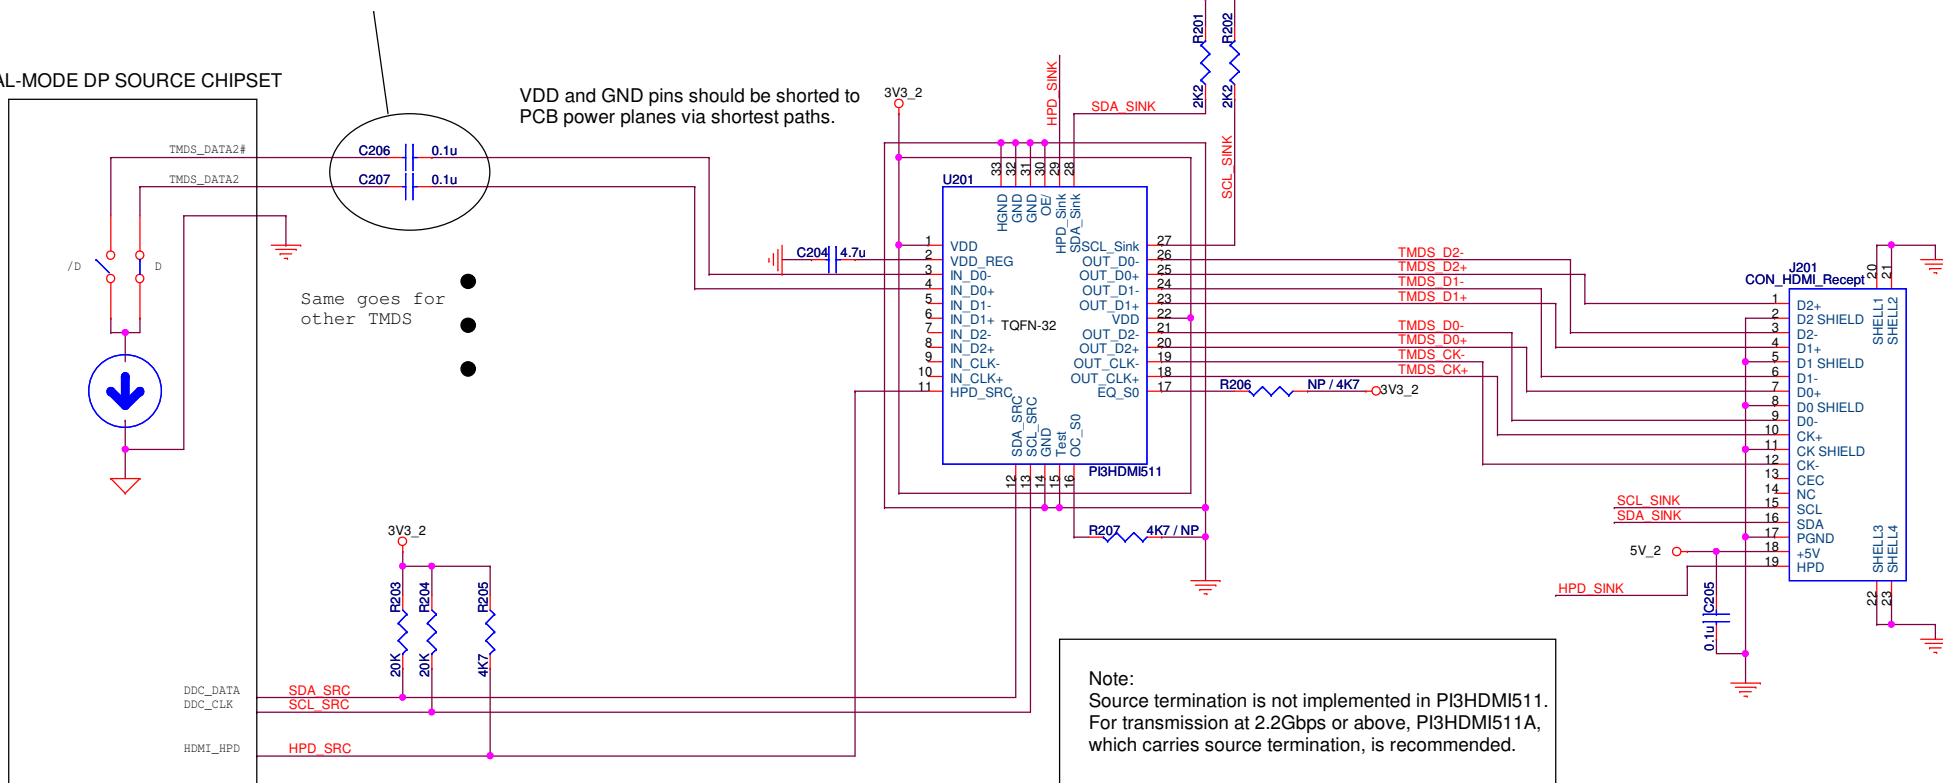 AL-MODE DP SOURCE CHIPSET
VDD and GND pins should be shorted to
PCB power planes via shortest paths.
TMDS_DATA2#
TMDS_DATA2
C206 0.1u
C207 0.1u
/D
D
Same goes for
other TMDS
3V3_2
HPD_SINK
SDA_SINK
R201
2K2
R202
2K2
SCL_SINK
C204 4.7u
U201
33
32
31
30
29
28
HGND
GND
GND
OE/
HPD_Sink
SDA_Sink
1 VDD
2 VDD_REG
3 IN_D0-
4 IN_D0+
5 IN_D1-
6 IN_D1+
7 IN_D2-
8 IN_D2+
9 IN_CLK-
10 IN_CLK+
11 HPD_SRC
TQFN-32
SCL_Sink 27
OUT_D0- 26
OUT_D0+ 25
OUT_D1- 24
OUT_D1+ 23
VDD 22
OUT_D2- 21
OUT_D2+ 20
OUT_CLK- 19
OUT_CLK+ 18
EQ_S0 17
SDA_SRC
SCL_SRC
GND
Test
OC_S0
12
13
14
15
16
PI3HDMI511
TMDS_D2-
TMDS_D2+
TMDS_D1-
TMDS_D1+
TMDS_D0-
TMDS_D0+
TMDS_CK-
TMDS_CK+
R206 NP / 4K7 3V3_2
R207 4K7 / NP
J201
CON_HDMI_Recept
20
21
SHELL1
SHELL2
1 D2+
2 D2 SHIELD
3 D2-
4 D1+
5 D1 SHIELD
6 D1-
7 D0+
8 D0 SHIELD
9 D0-
10 CK+
11 CK SHIELD
12 CK-
13 CEC
14 NC
15 SCL
16 SDA
17 PGND
18 +5V
19 HPD
SHELL3
SHELL4
22
23
SCL_SINK
SDA_SINK
5V_2
HPD_SINK
C205
0.1u
3V3_2
R203
20K
R204
20K
R205
4K7
DDC_DATA SDA_SRC
DDC_CLK SCL_SRC
HDMI_HPD HPD_SRC
Note:
Source termination is not implemented in PI3HDMI511.
For transmission at 2.2Gbps or above, PI3HDMI511A,
which carries source termination, is recommended.